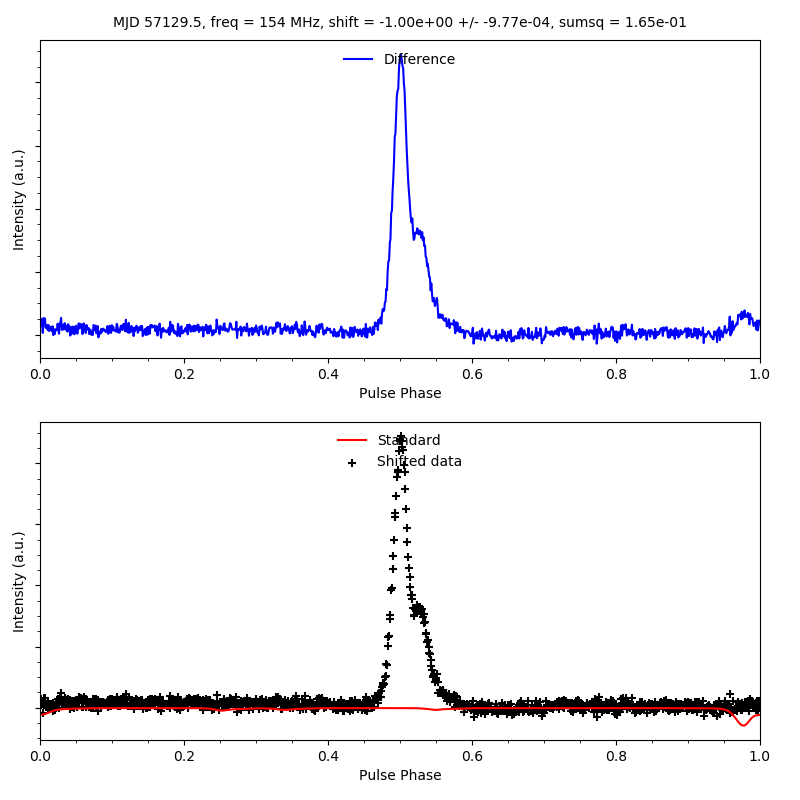 MJD 57129.5, freq = 154 MHz, shift = -1.00e+00 +/- -9.77e-04, sumsq = 1.65e-01
Difference
Intensity (a.u.)
0.0 0.2 0.4 0.6 0.8 1.0
Pulse Phase
Standard
Shifted data
Intensity (a.u.)
0.0 0.2 0.4 0.6 0.8 1.0
Pulse Phase